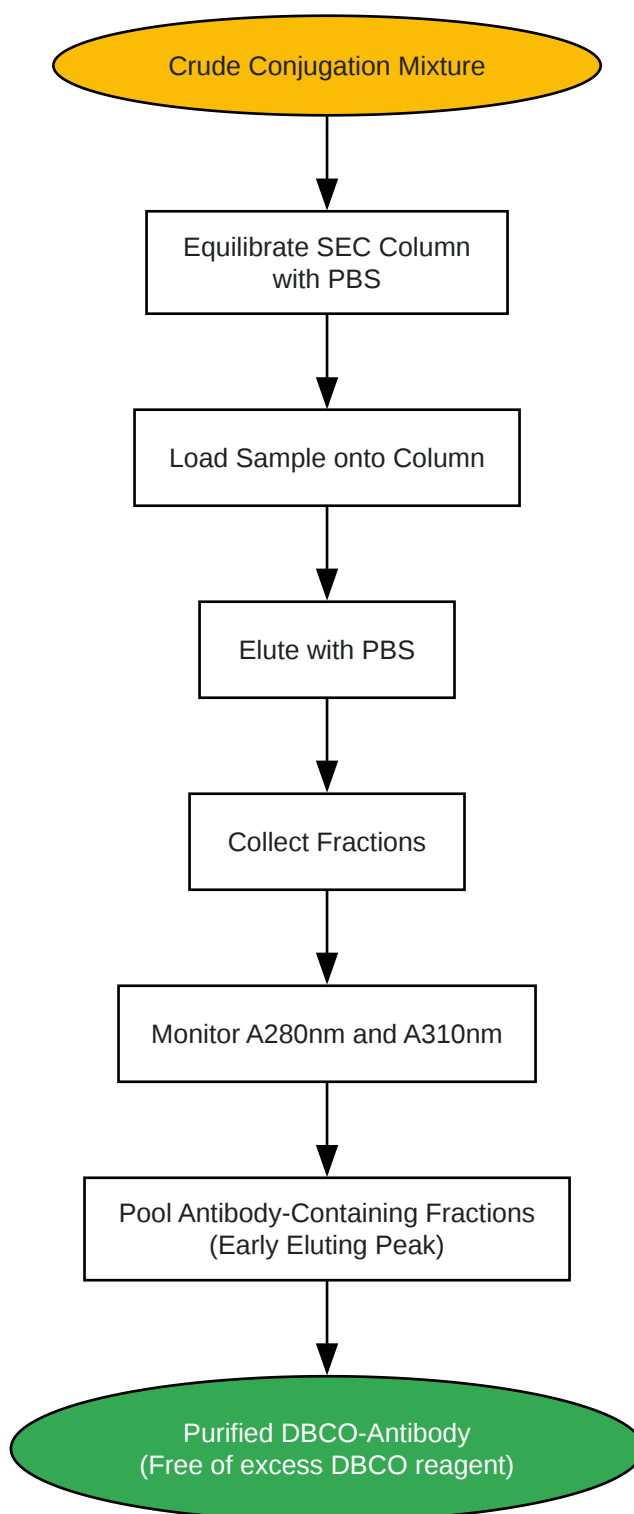 Crude Conjugation Mixture
Equilibrate SEC Column
with PBS
Load Sample onto Column
Elute with PBS
Collect Fractions
Monitor A280nm and A310nm
Pool Antibody-Containing Fractions
(Early Eluting Peak)
Purified DBCO-Antibody
(Free of excess DBCO reagent)